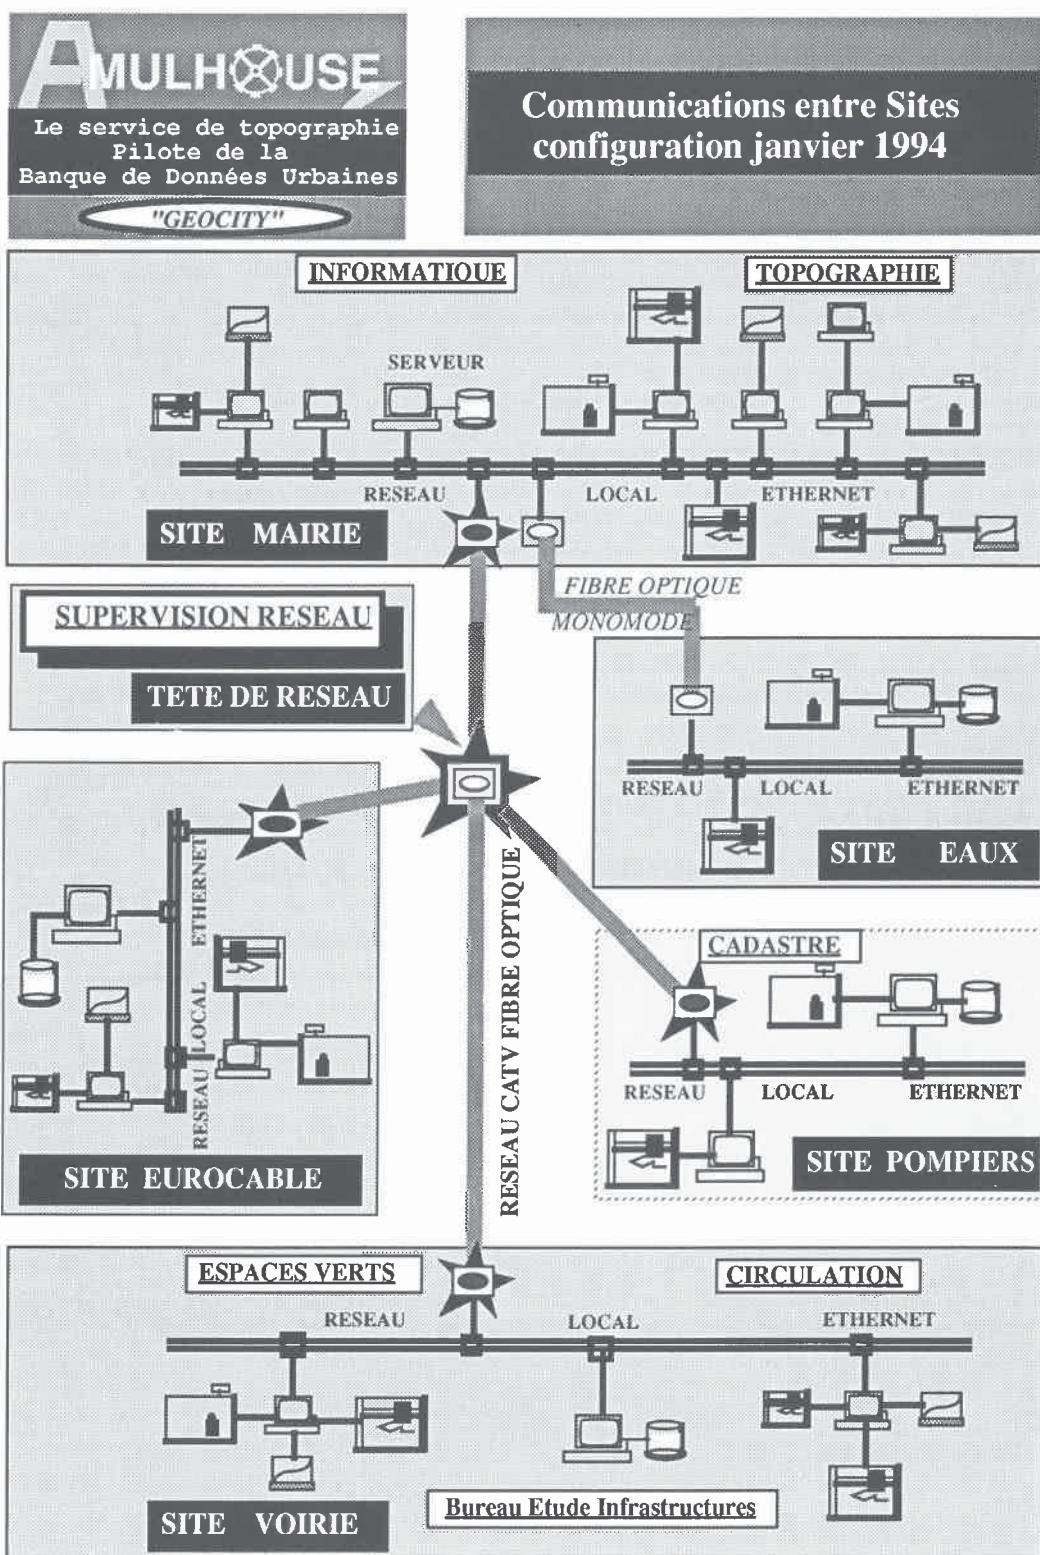 AMULHOUSE
Le service de topographie
Pilote de la
Banque de Données Urbaines
"GEOCITY"
Communications entre Sites
configuration janvier 1994
INFORMATIQUE
TOPOGRAPHIE
SERVEUR
RESEAU LOCAL ETHERNET
SITE MAIRIE
FIBRE OPTIQUE
MONOMODE
SUPERVISION RESEAU
TETE DE RESEAU
RESEAU LOCAL ETHERNET
SITE EAUX
RESEAU LOCAL ETHERNET
SITE EUROCABLE
RESEAU CATV FIBRE OPTIQUE
CADASTRE
RESEAU LOCAL ETHERNET
SITE POMPIERS
ESPACES VERTS
CIRCULATION
RESEAU LOCAL ETHERNET
Bureau Etude Infrastructures
SITE VOIRIE